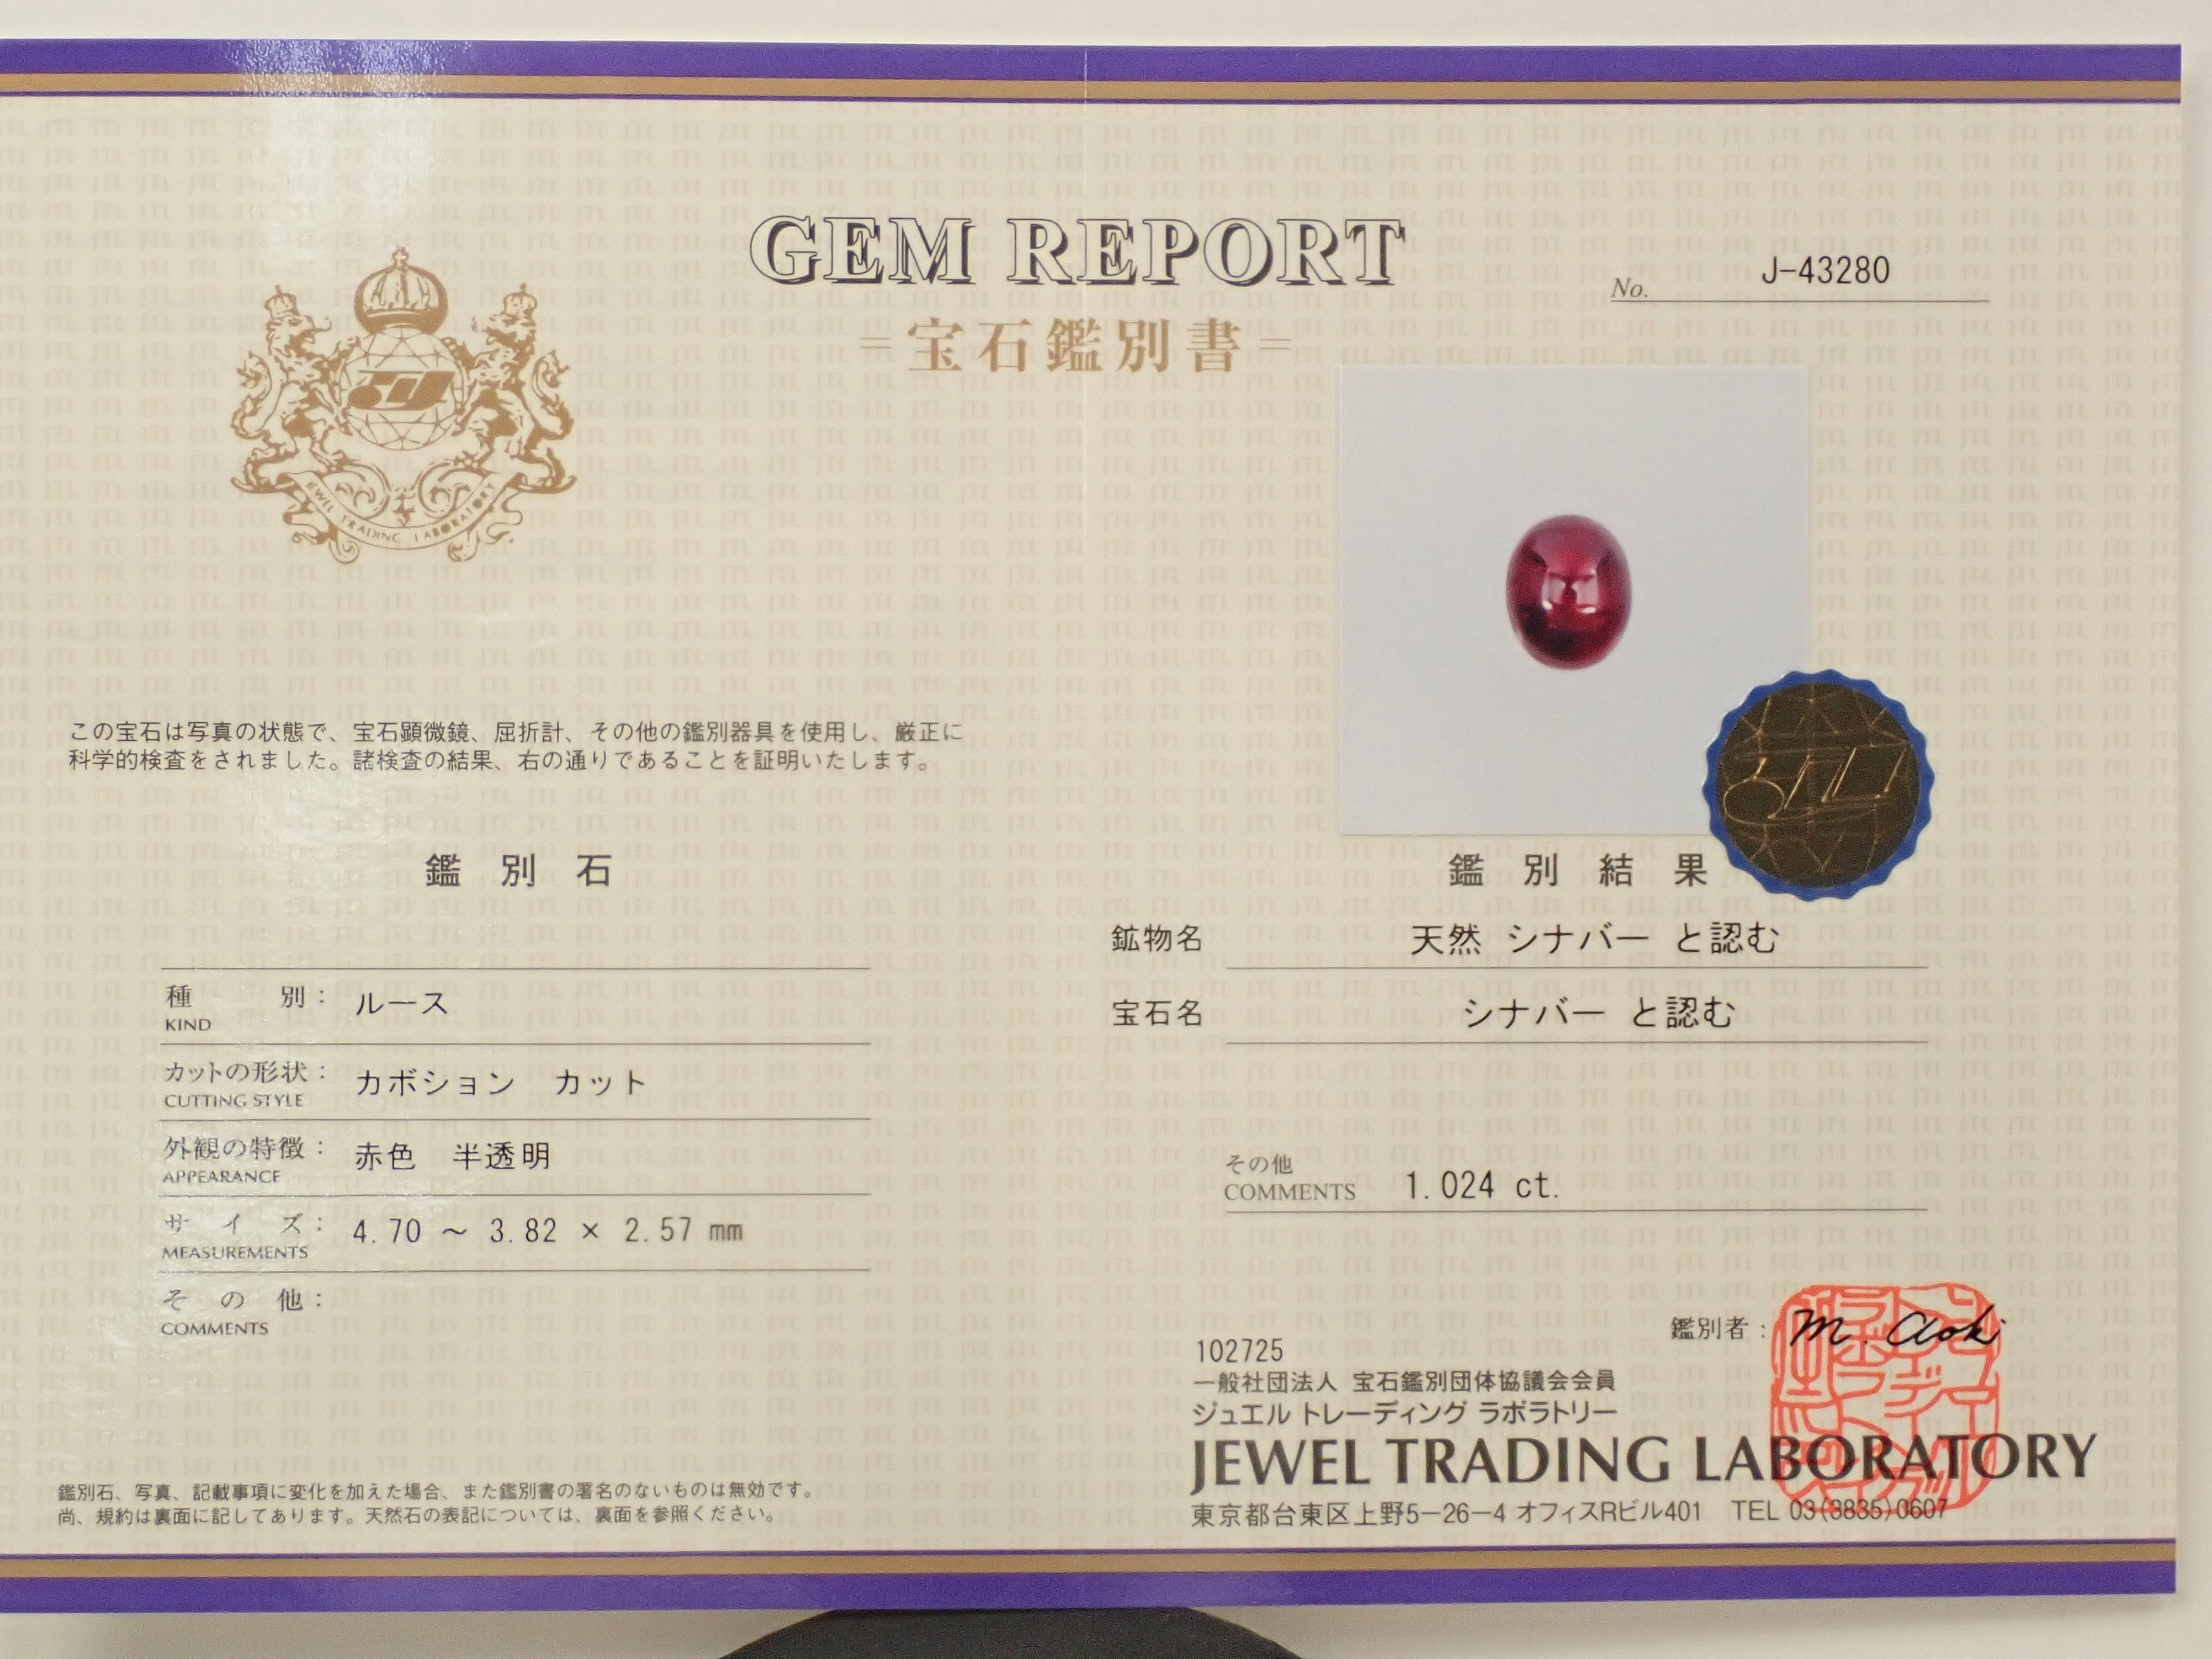 GEM REPORT
=宝石鑑別書=
No. J-43280
JEWEL TRADING LABORATORY
この宝石は写真の状態で、宝石顕微鏡、屈折計、その他の鑑別器具を使用し、厳正に
科学的検査をされました。諸検査の結果、右の通りであることを証明いたします。
鑑別石
種別: ルース
KIND
カットの形状: カボション カット
CUTTING STYLE
外観の特徴: 赤色 半透明
APPEARANCE
サイズ: 4.70 ～ 3.82 × 2.57 mm
MEASUREMENTS
その他:
COMMENTS
鑑別石、写真、記載事項に変化を加えた場合、また鑑別書の署名のないものは無効です。
尚、規約は裏面に記してあります。天然石の表記については、裏面を参照ください。
鑑別結果
鉱物名 天然 シナバー と認む
宝石名 シナバー と認む
その他
COMMENTS 1.024 ct.
鑑別者: M. Aoki
102725
一般社団法人 宝石鑑別団体協議会会員
ジュエル トレーディング ラボラトリー
JEWEL TRADING LABORATORY
東京都台東区上野5-26-4 オフィスRビル401 TEL 03(3835)0607